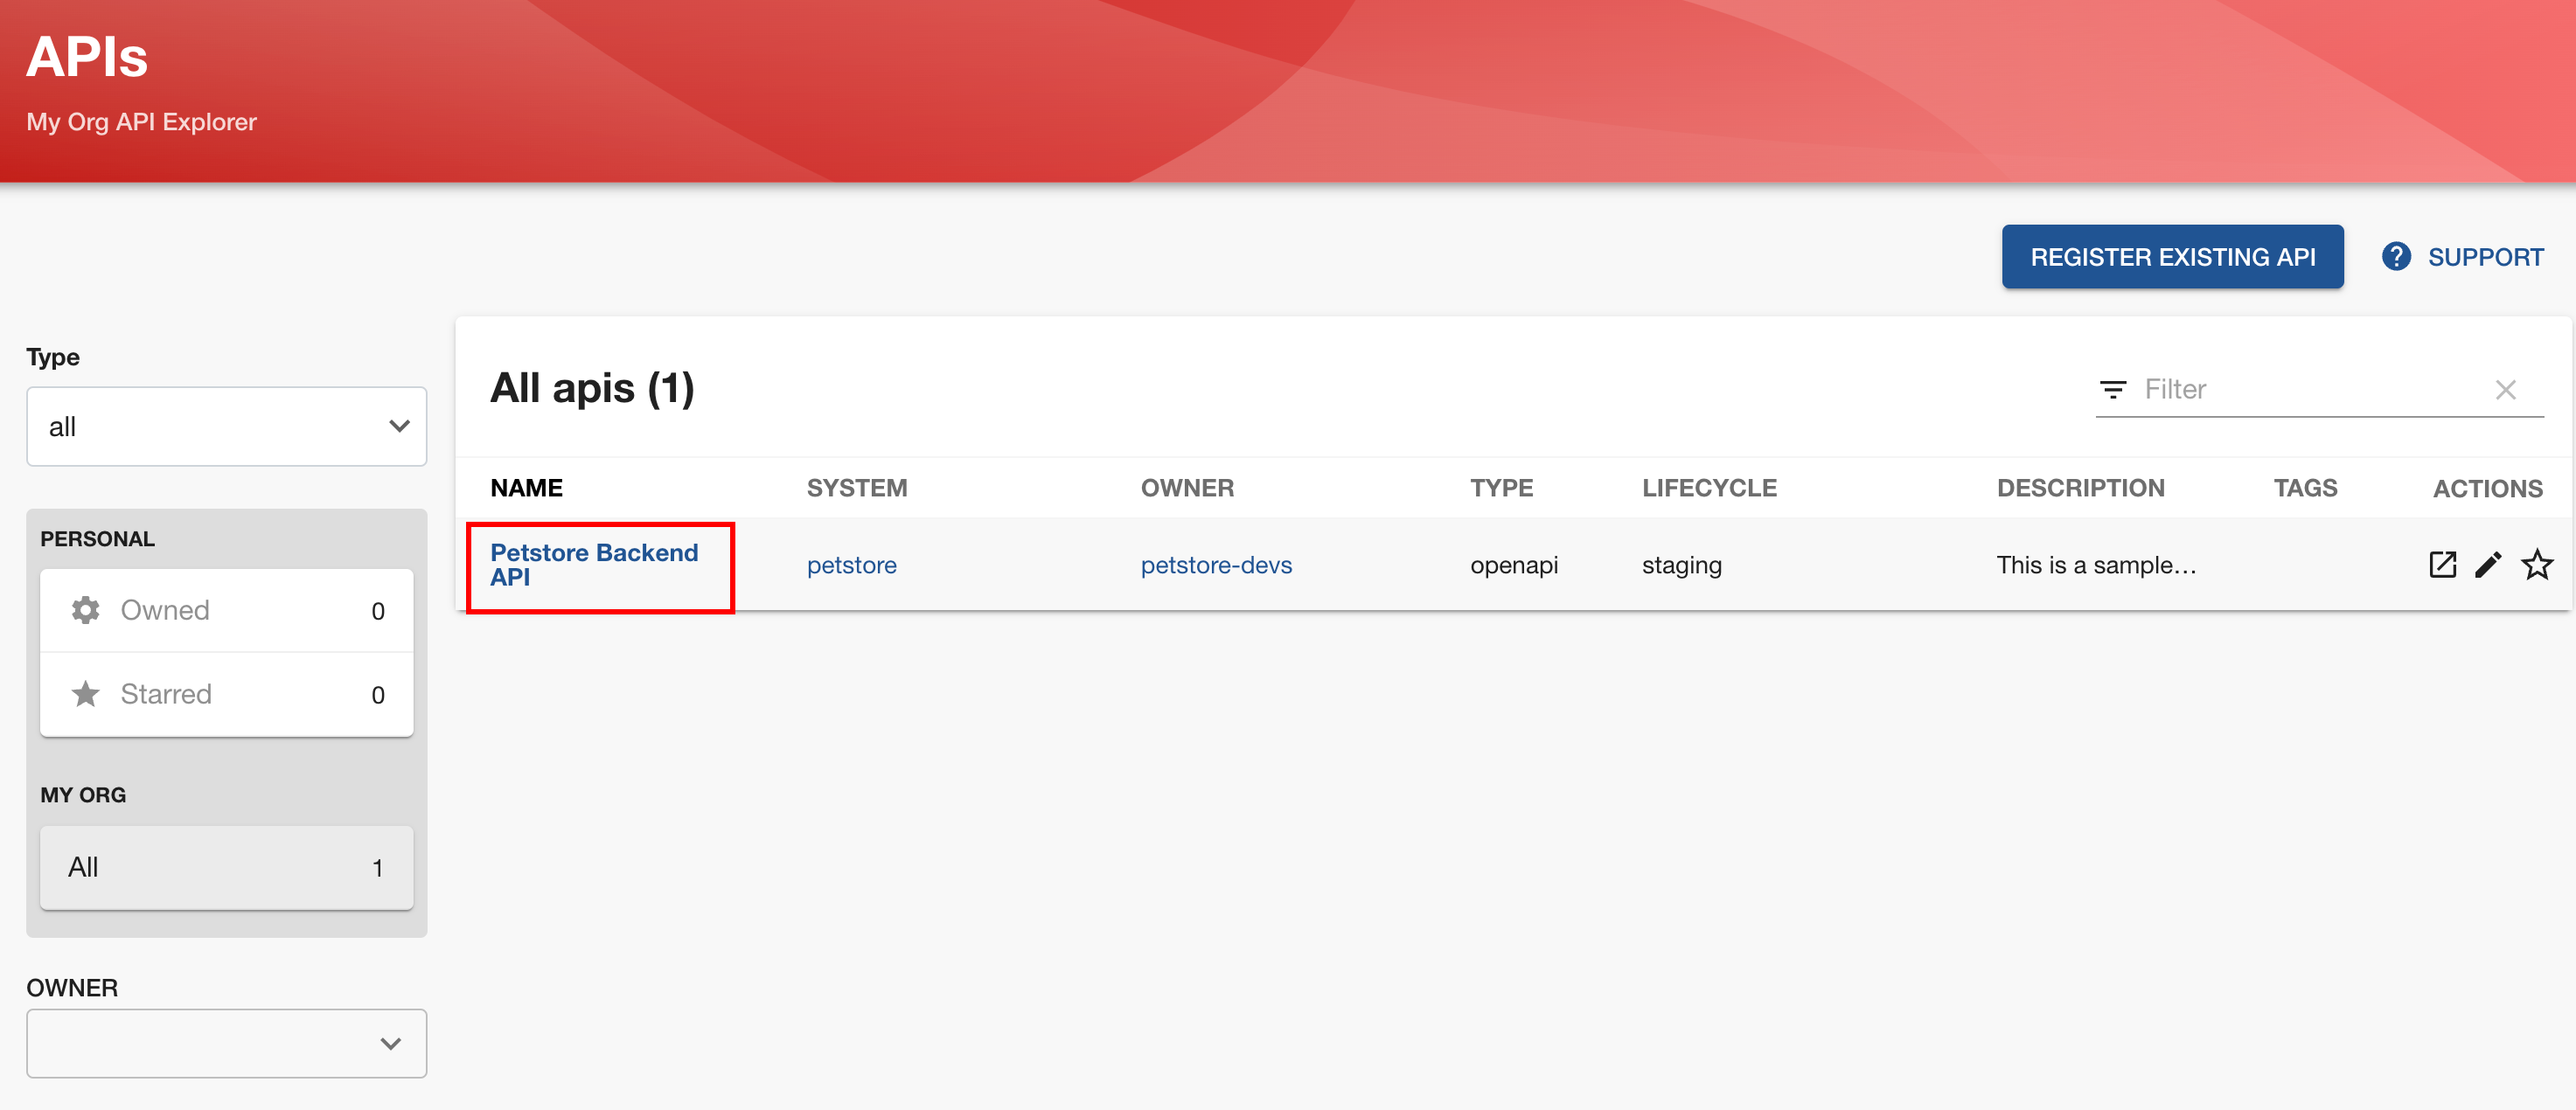 APIs
My Org API Explorer
REGISTER EXISTING API
SUPPORT
Type
all
PERSONAL
Owned 0
Starred 0
MY ORG
All 1
OWNER
All apis (1)
Filter
NAME SYSTEM OWNER TYPE LIFECYCLE DESCRIPTION TAGS ACTIONS
Petstore Backend
API
petstore petstore-devs openapi staging This is a sample...